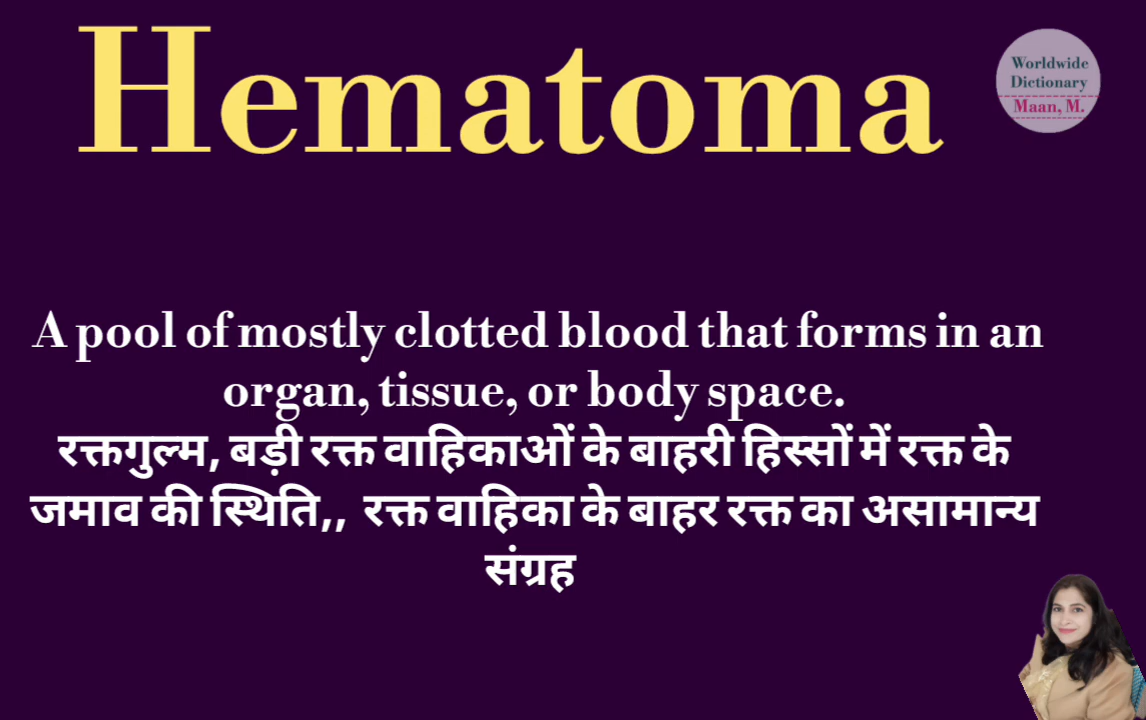 Hematoma
Worldwide
Dictionary
Maan, M.
A pool of mostly clotted blood that forms in an
organ, tissue, or body space.
रक्तगुल्म, बड़ी रक्त वाहिकाओं के बाहरी हिस्सों में रक्त के
जमाव की स्थिति,, रक्त वाहिका के बाहर रक्त का असामान्य
संग्रह